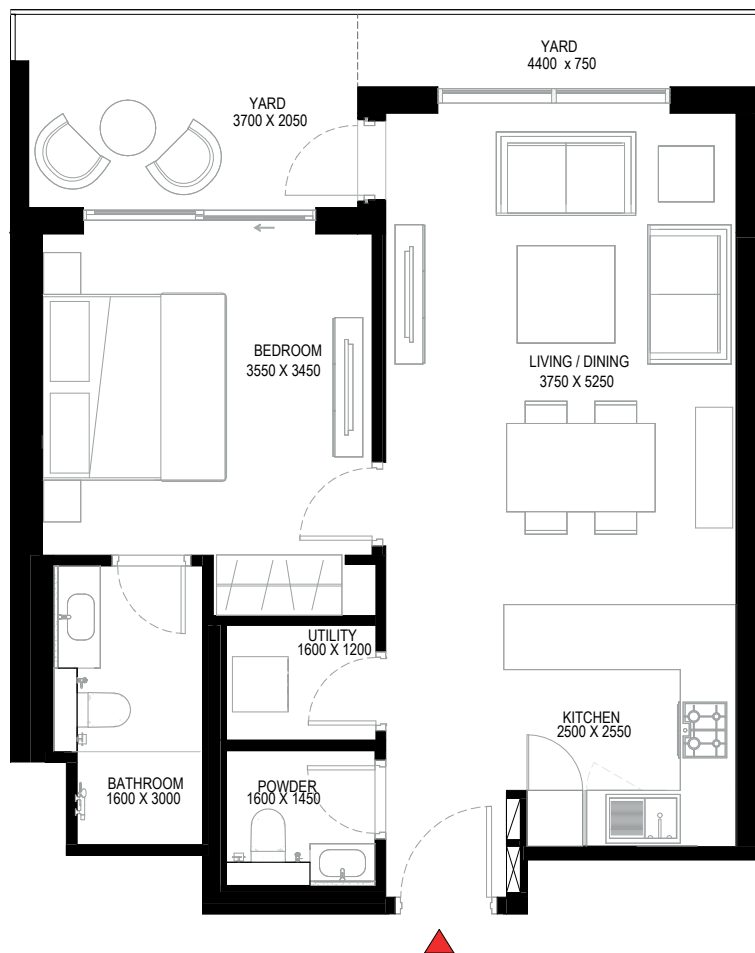 YARD
4400 x 750
YARD
3700 X 2050
BEDROOM
3550 X 3450
LIVING / DINING
3750 X 5250
UTILITY
1600 X 1200
KITCHEN
2500 X 2550
BATHROOM
1600 X 3000
POWDER
1600 X 1450